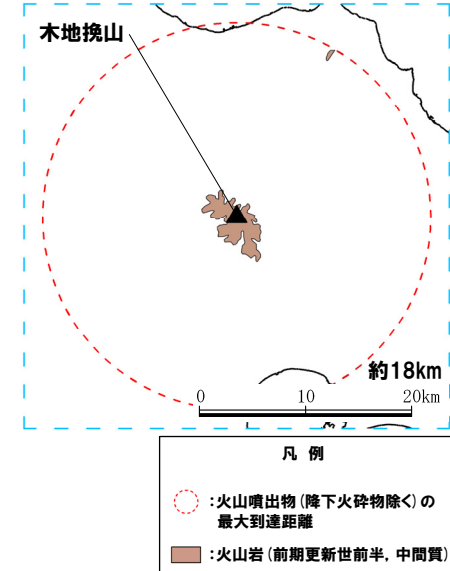 木地挽山
約18km
0 10 20km
凡 例
:火山噴出物(降下火砕物除く)の
最大到達距離
:火山岩(前期更新世前半, 中間質)